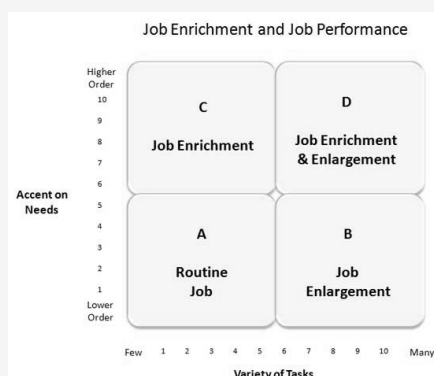 Job Enrichment and Job Performance
Higher
Order
10
9
8
7
6
5
4
3
2
1
Lower
Order
Accent on
Needs
C
Job Enrichment
D
Job Enrichment
& Enlargement
A
Routine
Job
B
Job
Enlargement
Few 1 2 3 4 5 6 7 8 9 10 Many
Variety of Tasks